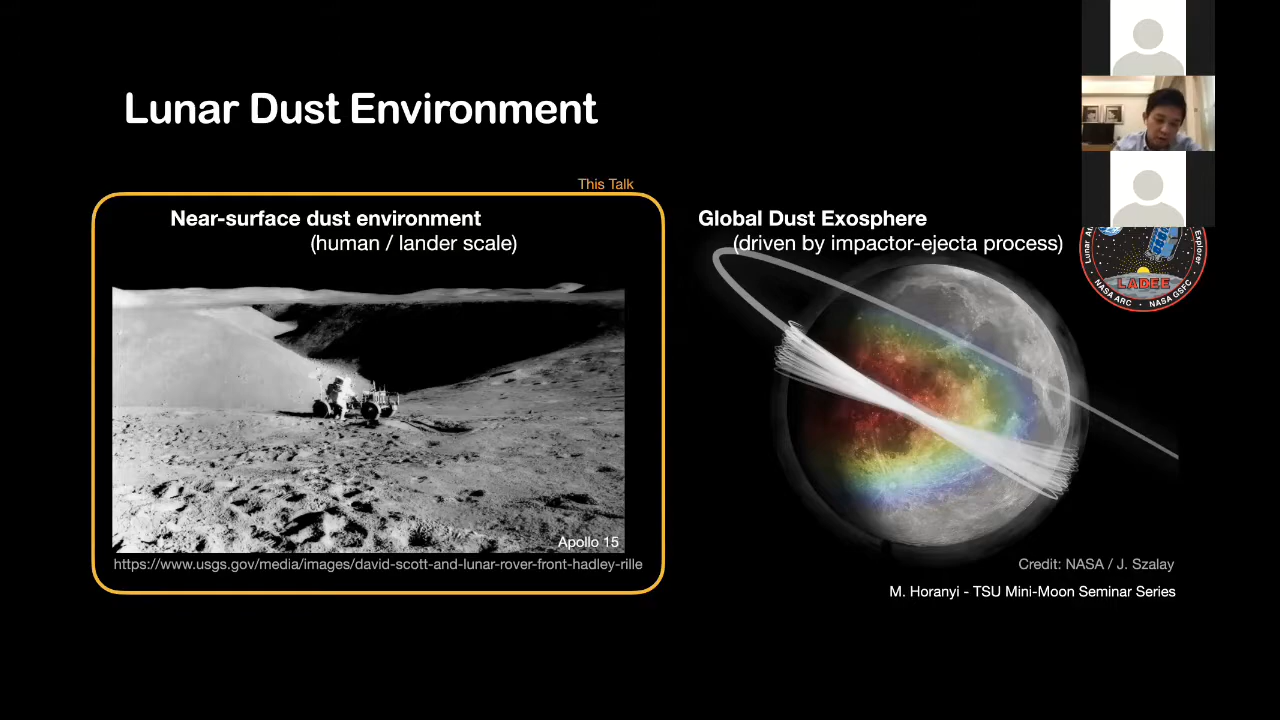 Lunar Dust Environment
This Talk
Near-surface dust environment
(human / lander scale)
Apollo 15
https://www.usgs.gov/media/images/david-scott-and-lunar-rover-front-hadley-rille
Global Dust Exosphere
(driven by impactor-ejecta process)
Explorer
LADEE
NASA ARC · NASA GSFC
Credit: NASA / J. Szalay
M. Horanyi - TSU Mini-Moon Seminar Series